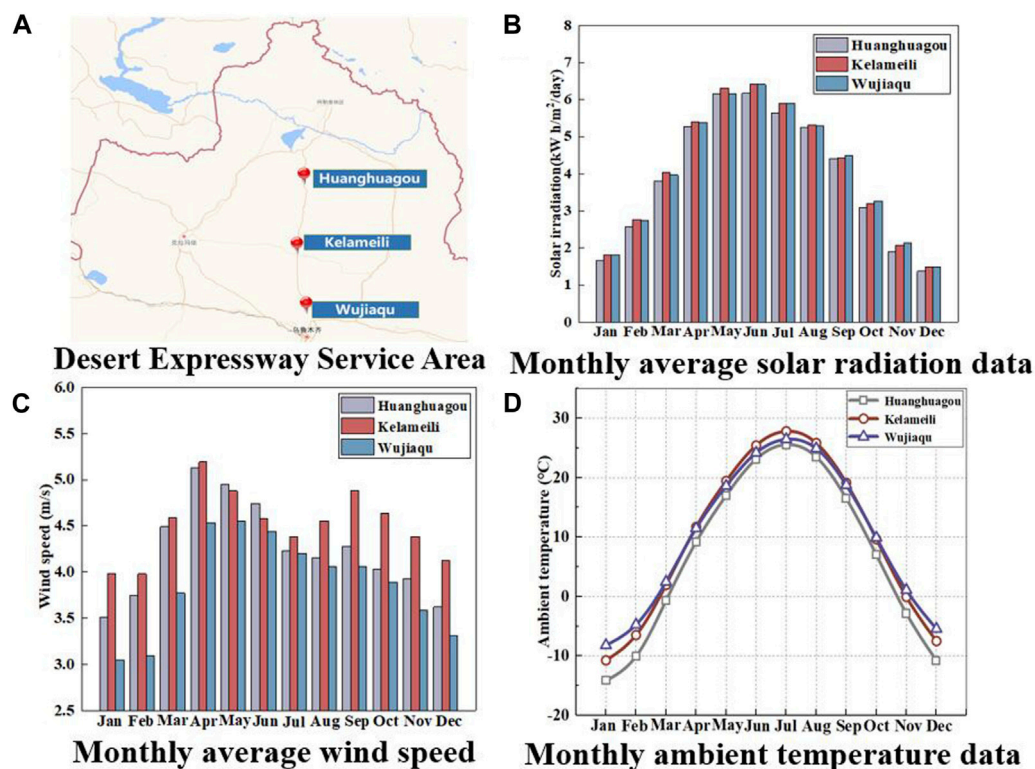 A
Huanghuagou
Kelameili
Wujiaqu
乌鲁木齐
Desert Expressway Service Area
B
8
7
6
5
4
3
2
1
0
Solar irradiation(kW h/m²/day)
Huanghuagou
Kelameili
Wujiaqu
Jan Feb Mar Apr May Jun Jul Aug Sep Oct Nov Dec
Monthly average solar radiation data
C
6.0
5.5
5.0
4.5
4.0
3.5
3.0
2.5
Wind speed (m/s)
Huanghuagou
Kelameili
Wujiaqu
Jan Feb Mar Apr May Jun Jul Aug Sep Oct Nov Dec
Monthly average wind speed
D
30
20
10
0
-10
-20
Ambient temperature (°C)
Huanghuagou
Kelameili
Wujiaqu
Jan Feb Mar Apr May Jun Jul Aug Sep Oct Nov Dec
Monthly ambient temperature data